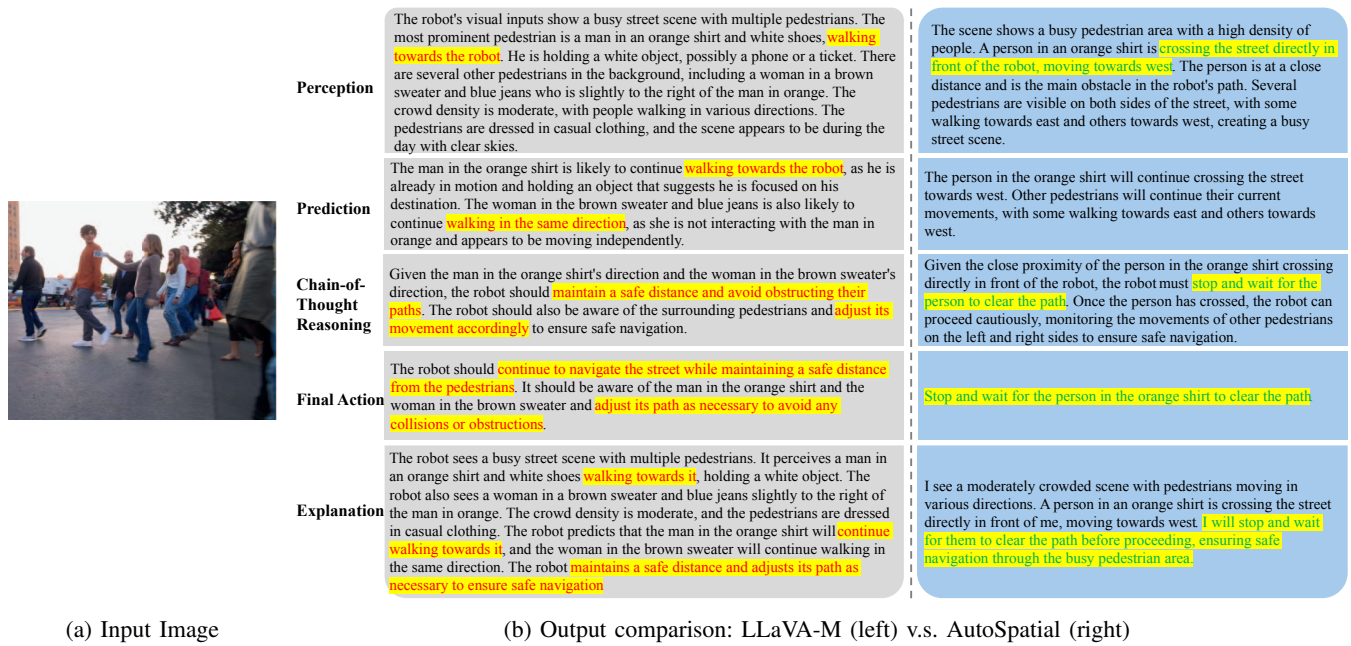 Perception
The robot's visual inputs show a busy street scene with multiple pedestrians. The
most prominent pedestrian is a man in an orange shirt and white shoes, walking
towards the robot. He is holding a white object, possibly a phone or a ticket. There
are several other pedestrians in the background, including a woman in a brown
sweater and blue jeans who is slightly to the right of the man in orange. The
crowd density is moderate, with people walking in various directions. The
pedestrians are dressed in casual clothing, and the scene appears to be during the
day with clear skies.
The scene shows a busy pedestrian area with a high density of
people. A person in an orange shirt is crossing the street directly in
front of the robot, moving towards west. The person is at a close
distance and is the main obstacle in the robot's path. Several
pedestrians are visible on both sides of the street, with some
walking towards east and others towards west, creating a busy
street scene.
Prediction
The man in the orange shirt is likely to continue walking towards the robot, as he is
already in motion and holding an object that suggests he is focused on his
destination. The woman in the brown sweater and blue jeans is also likely to
continue walking in the same direction, as she is not interacting with the man in
orange and appears to be moving independently.
The person in the orange shirt will continue crossing the street
towards west. Other pedestrians will continue their current
movements, with some walking towards east and others towards
west.
Chain-of-
Thought
Reasoning
Given the man in the orange shirt's direction and the woman in the brown sweater's
direction, the robot should maintain a safe distance and avoid obstructing their
paths. The robot should also be aware of the surrounding pedestrians and adjust its
movement accordingly to ensure safe navigation.
Given the close proximity of the person in the orange shirt crossing
directly in front of the robot, the robot must stop and wait for the
person to clear the path. Once the person has crossed, the robot can
proceed cautiously, monitoring the movements of other pedestrians
on the left and right sides to ensure safe navigation.
Final Action
The robot should continue to navigate the street while maintaining a safe distance
from the pedestrians. It should be aware of the man in the orange shirt and the
woman in the brown sweater and adjust its path as necessary to avoid any
collisions or obstructions.
Stop and wait for the person in the orange shirt to clear the path
Explanation
The robot sees a busy street scene with multiple pedestrians. It perceives a man in
an orange shirt and white shoes walking towards it, holding a white object. The
robot also sees a woman in a brown sweater and blue jeans slightly to the right of
the man in orange. The crowd density is moderate, and the pedestrians are dressed
in casual clothing. The robot predicts that the man in the orange shirt will continue
walking towards it, and the woman in the brown sweater will continue walking in
the same direction. The robot maintains a safe distance and adjusts its path as
necessary to ensure safe navigation
I see a moderately crowded scene with pedestrians moving in
various directions. A person in an orange shirt is crossing the street
directly in front of me, moving towards west. I will stop and wait
for them to clear the path before proceeding, ensuring safe
navigation through the busy pedestrian area.
(a) Input Image
(b) Output comparison: LLaVA-M (left) v.s. AutoSpatial (right)